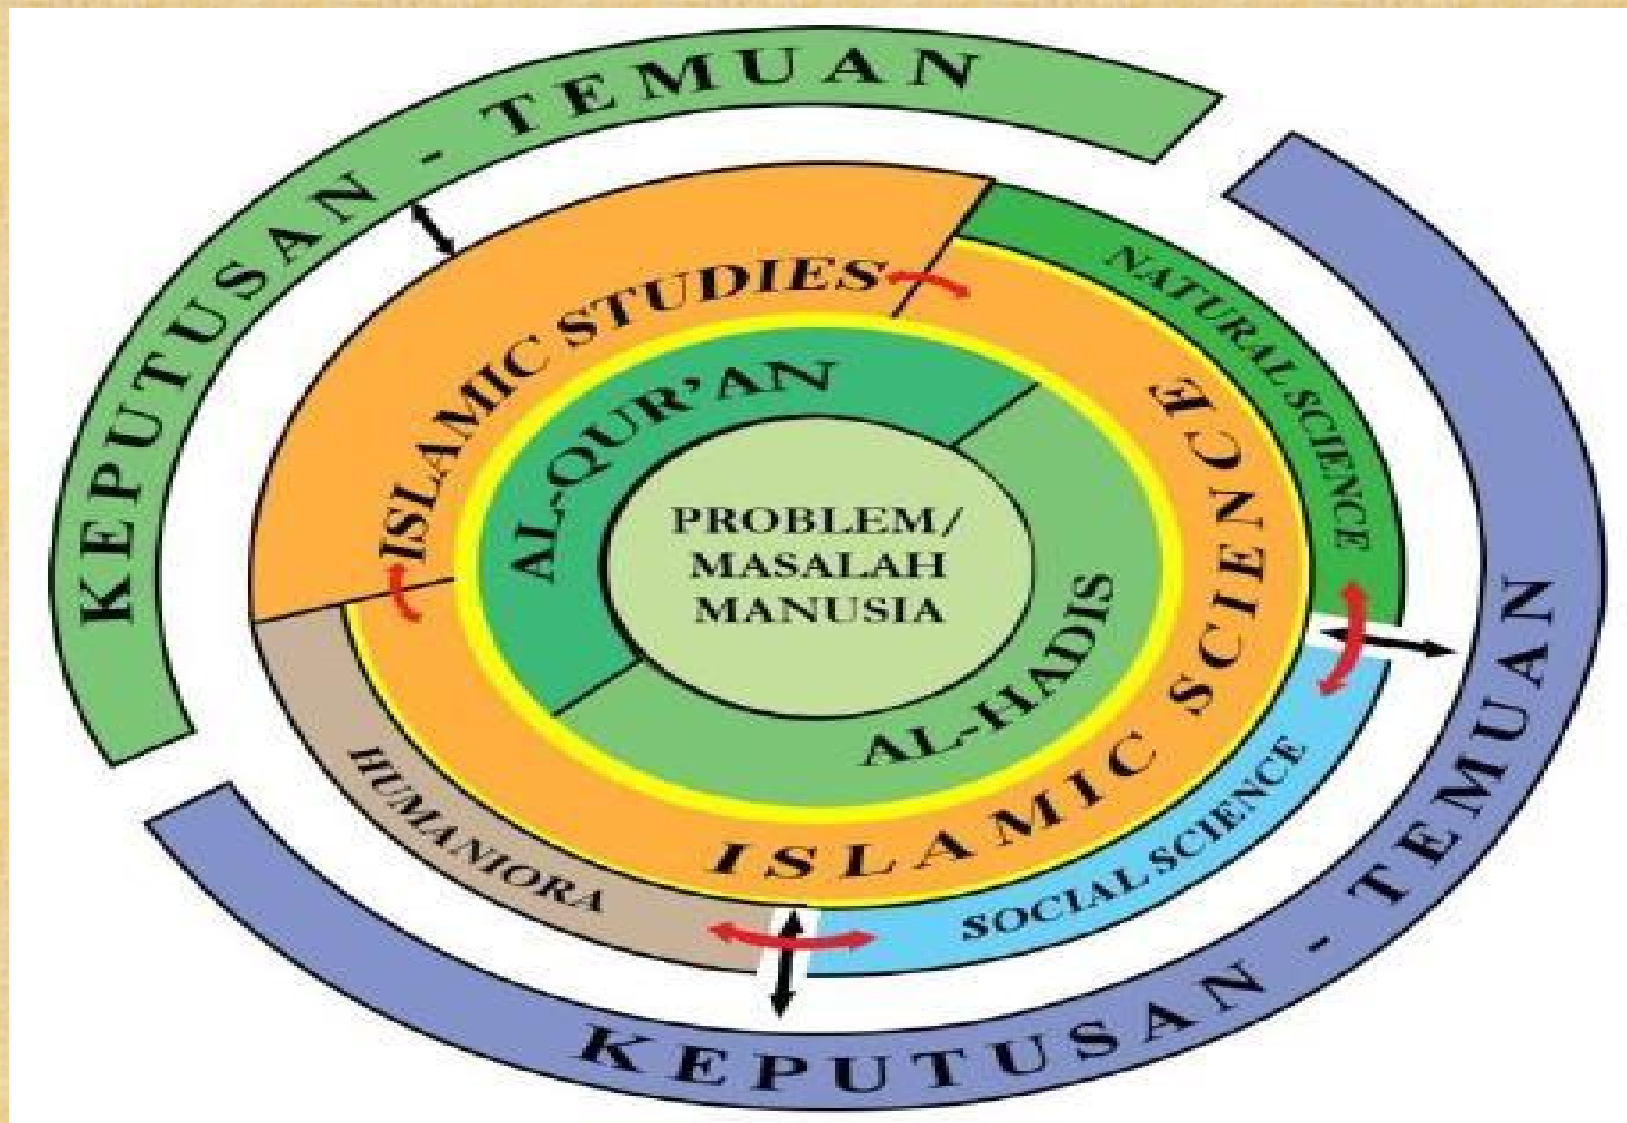 KEPUTUSAN - TEMUAN
ISLAMIC STUDIES
NATURAL SCIENCE
AL-QUR'AN
PROBLEM/
MASALAH
MANUSIA
AL-HADIS
ISLAMIC SCIENCE
HUMANIORA
SOCIAL SCIENCE
KEPUTUSAN - TEMUAN